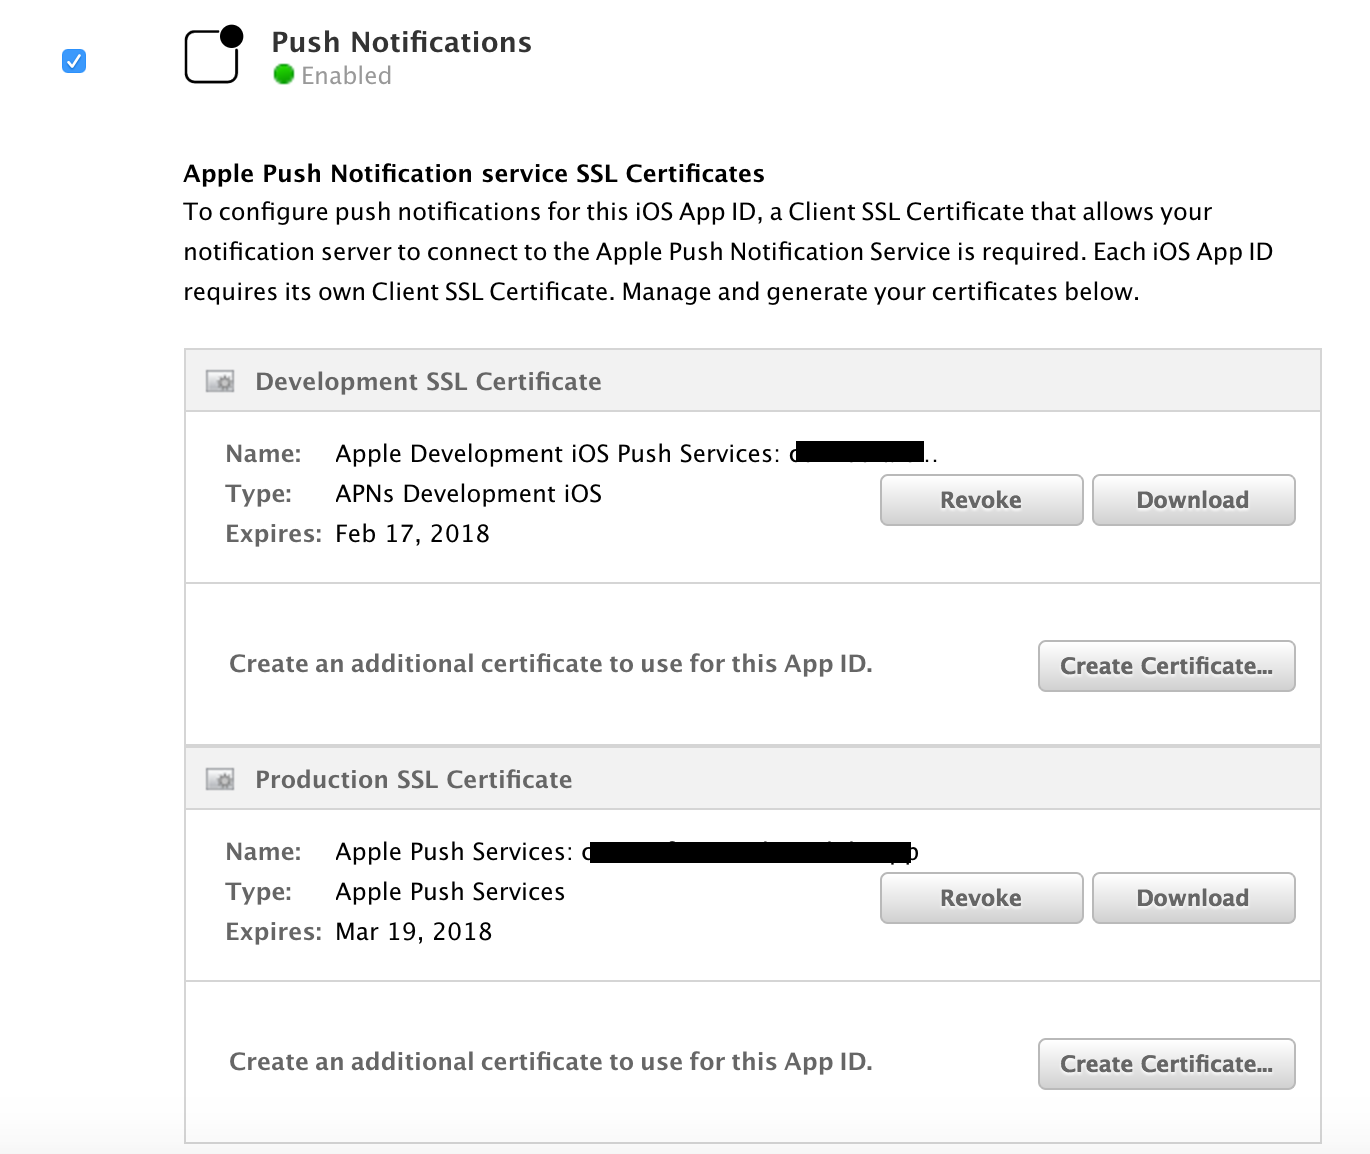 Push Notifications
Enabled
Apple Push Notification service SSL Certificates
To configure push notifications for this iOS App ID, a Client SSL Certificate that allows your
notification server to connect to the Apple Push Notification Service is required. Each iOS App ID
requires its own Client SSL Certificate. Manage and generate your certificates below.
Development SSL Certificate
Name: Apple Development iOS Push Services:
Type: APNs Development iOS
Revoke Download
Expires: Feb 17, 2018
Create an additional certificate to use for this App ID. Create Certificate...
Production SSL Certificate
Name: Apple Push Services:
Type: Apple Push Services
Revoke Download
Expires: Mar 19, 2018
Create an additional certificate to use for this App ID. Create Certificate...